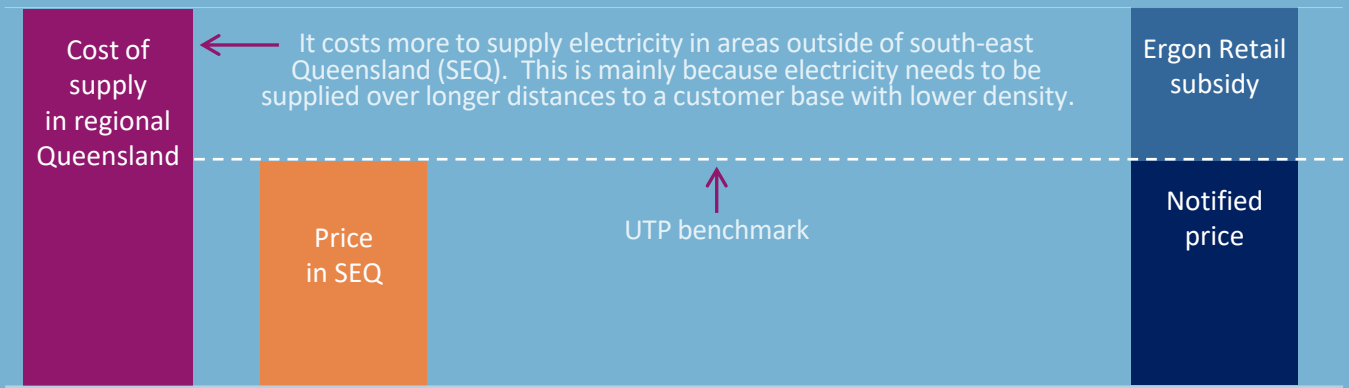 Cost of
supply
in regional
Queensland
It costs more to supply electricity in areas outside of south-east
Queensland (SEQ).  This is mainly because electricity needs to be
supplied over longer distances to a customer base with lower density.
Ergon Retail
subsidy
Price
in SEQ
UTP benchmark
Notified
price